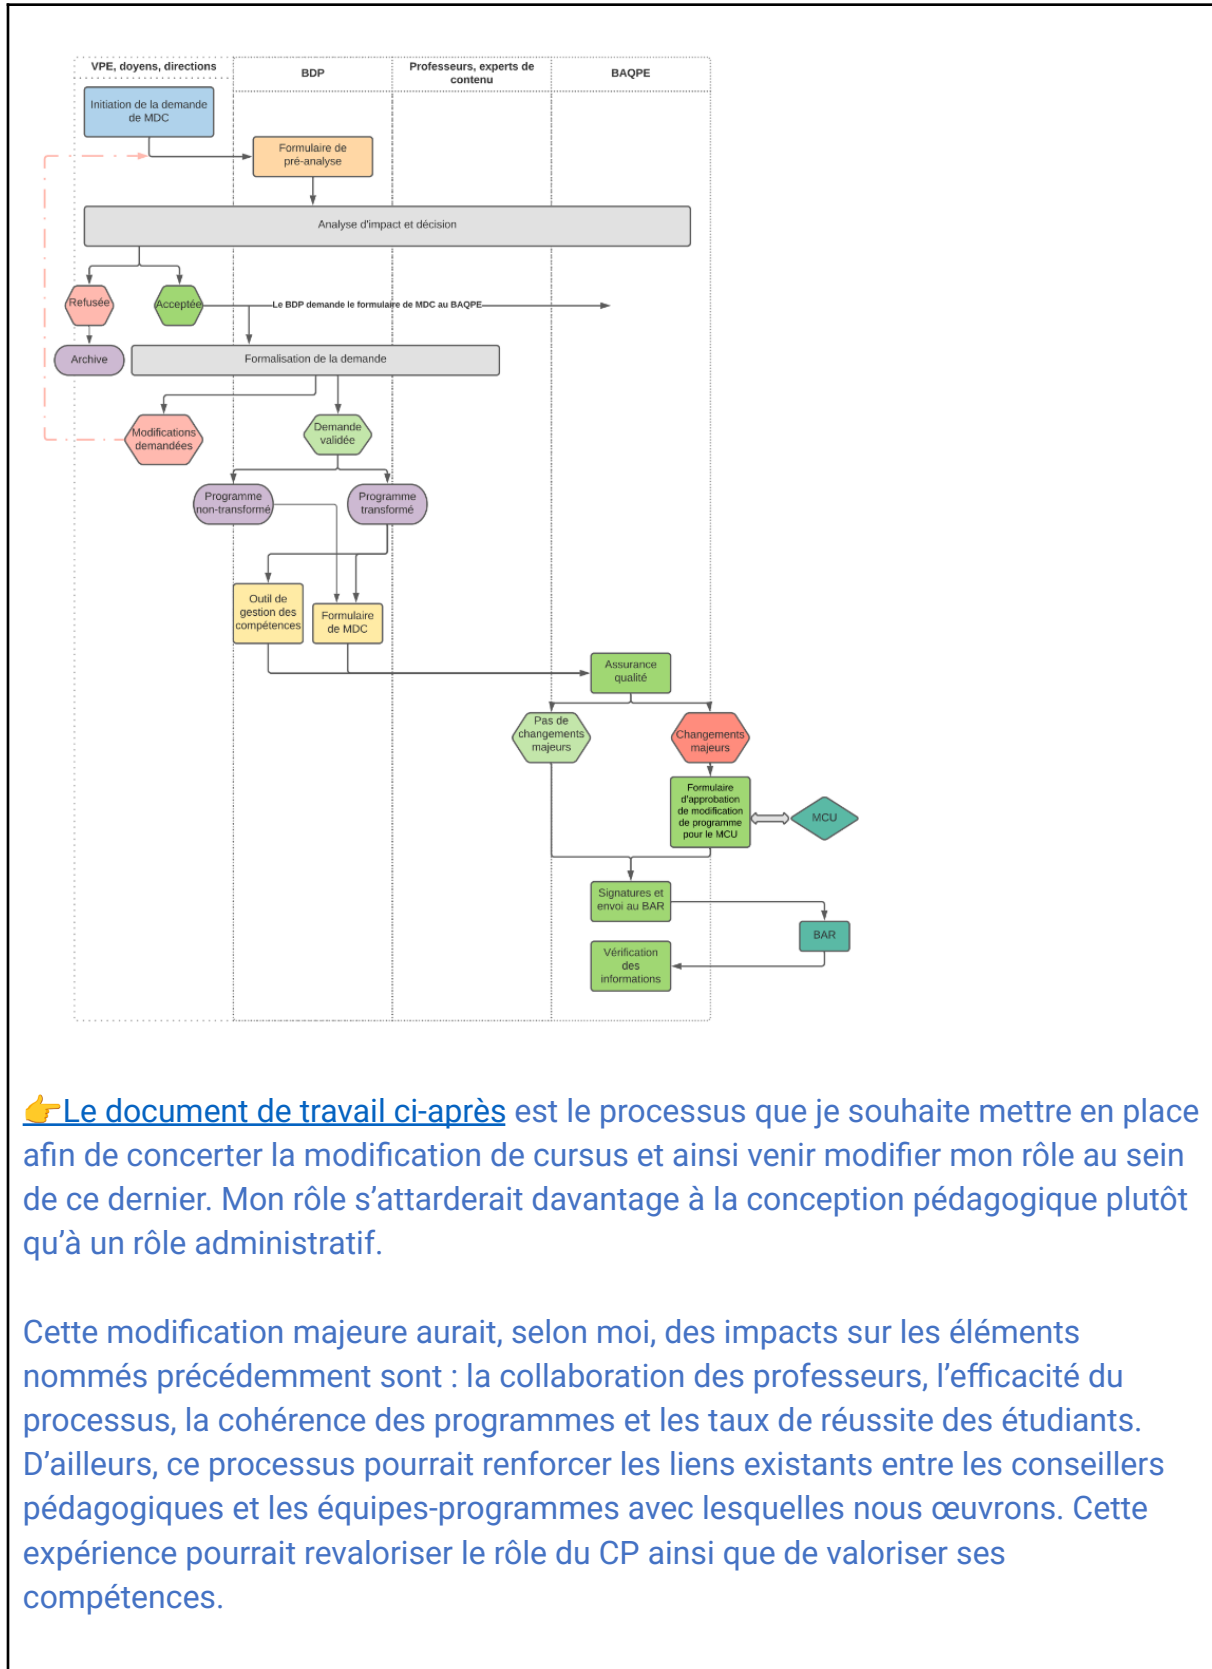 VPE, doyens, directions
BDP
Professeurs, experts de
contenu
BAQPE
Initiation de la demande
de MDC
Formulaire de
pré-analyse
Analyse d'impact et décision
Refusée
Acceptée
Le BDP demande le formulaire de MDC au BAQPE
Archive
Formalisation de la demande
Modifications
demandées
Demande
validée
Programme
non-transformé
Programme
transformé
Outil de
gestion des
compétences
Formulaire
de MDC
Assurance
qualité
Pas de
changements
majeurs
Changements
majeurs
Formulaire
d'approbation
de modification
de programme
pour le MCU
MCU
Signatures et
envoi au BAR
BAR
Vérification
des
informations
👉Le document de travail ci-après est le processus que je souhaite mettre en place
afin de concerter la modification de cursus et ainsi venir modifier mon rôle au sein
de ce dernier. Mon rôle s'attarderait davantage à la conception pédagogique plutôt
qu'à un rôle administratif.
Cette modification majeure aurait, selon moi, des impacts sur les éléments
nommés précédemment sont : la collaboration des professeurs, l'efficacité du
processus, la cohérence des programmes et les taux de réussite des étudiants.
D'ailleurs, ce processus pourrait renforcer les liens existants entre les conseillers
pédagogiques et les équipes-programmes avec lesquelles nous œuvrons. Cette
expérience pourrait revaloriser le rôle du CP ainsi que de valoriser ses
compétences.